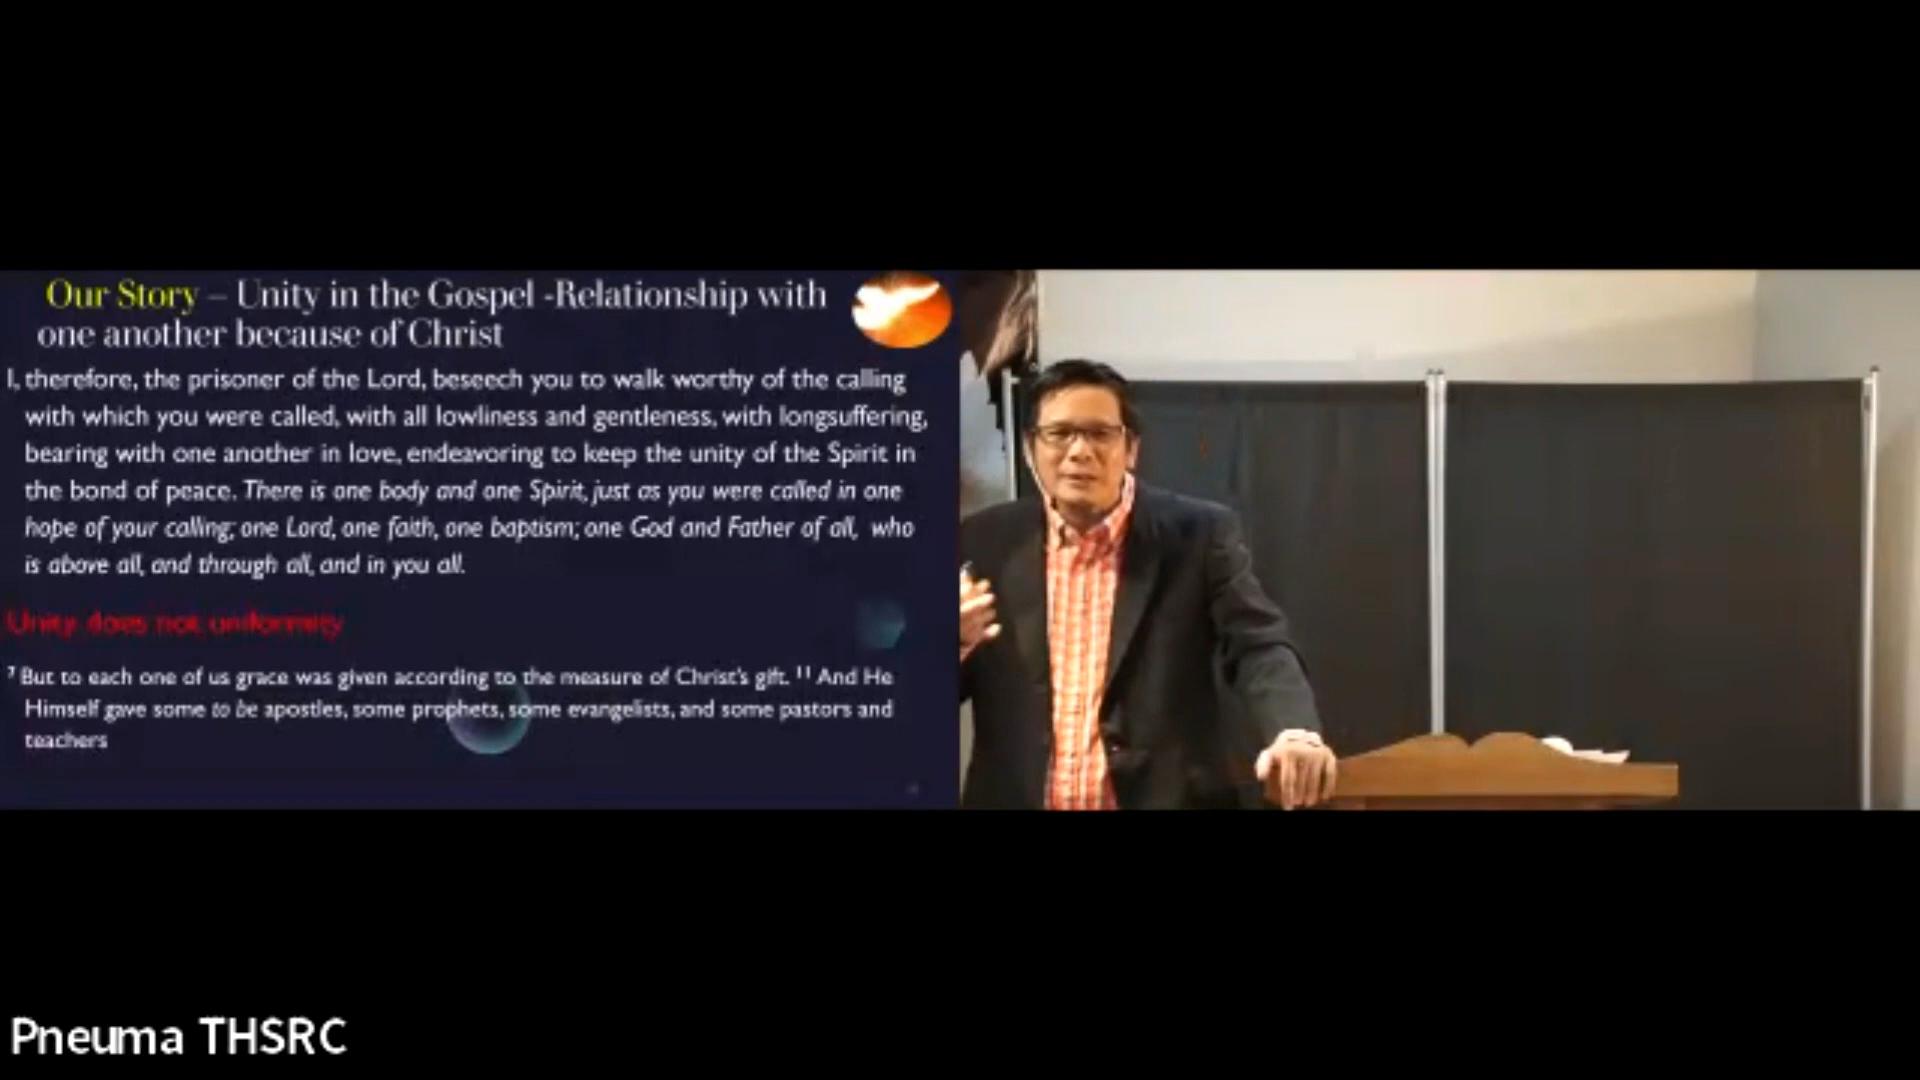 Our Story – Unity in the Gospel -Relationship with
one another because of Christ
I, therefore, the prisoner of the Lord, beseech you to walk worthy of the calling
with which you were called, with all lowliness and gentleness, with longsuffering,
bearing with one another in love, endeavoring to keep the unity of the Spirit in
the bond of peace. There is one body and one Spirit, just as you were called in one
hope of your calling; one Lord, one faith, one baptism; one God and Father of all, who
is above all, and through all, and in you all.
Unity does not uniformity
7 But to each one of us grace was given according to the measure of Christ's gift. 11 And He
Himself gave some to be apostles, some prophets, some evangelists, and some pastors and
teachers
Pneuma THSRC